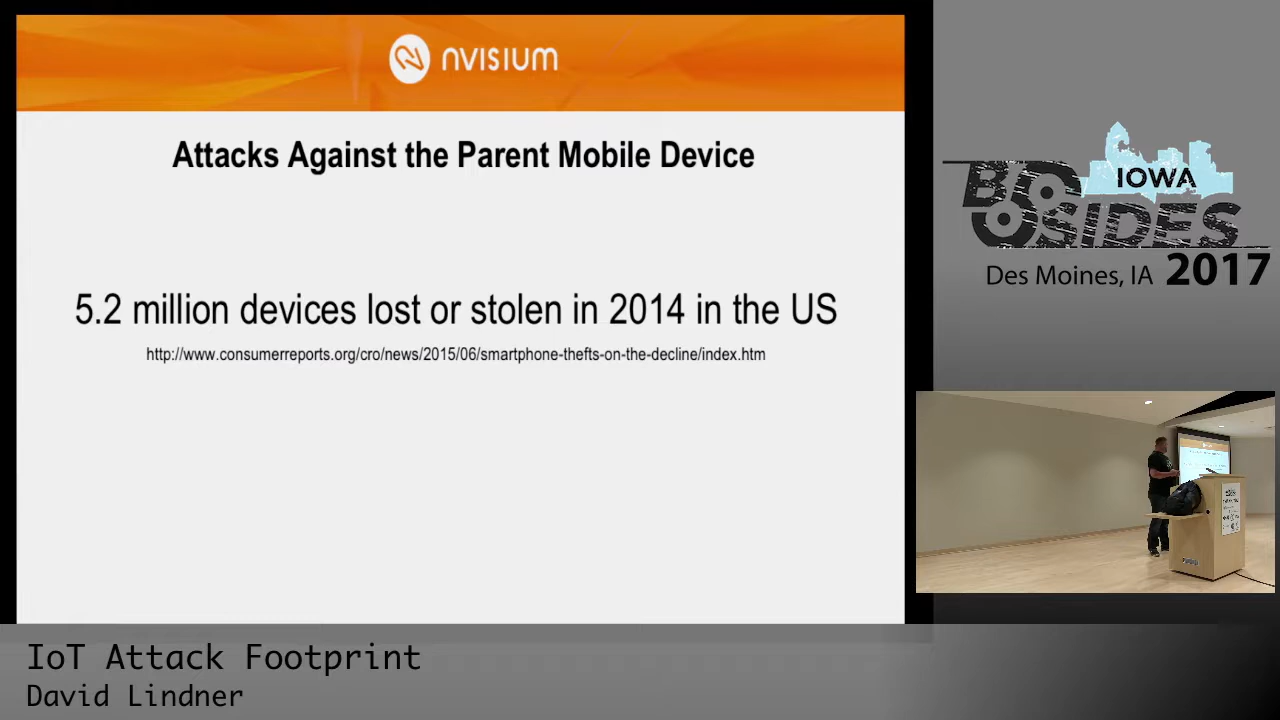 nvisium
Attacks Against the Parent Mobile Device
5.2 million devices lost or stolen in 2014 in the US
http://www.consumerreports.org/cro/news/2015/06/smartphone-thefts-on-the-decline/index.htm
IOWA
BSIDES
Des Moines, IA 2017
IoT Attack Footprint
David Lindner